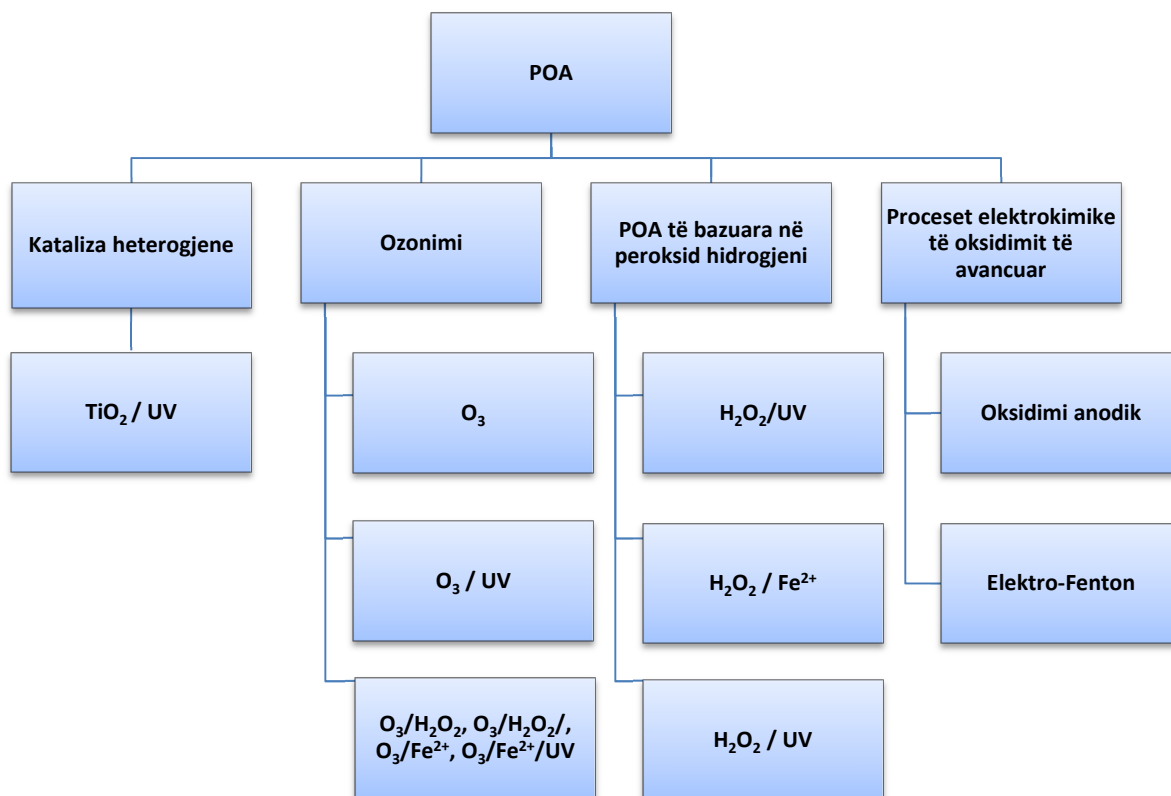 POA
Kataliza heterogjene
Ozonimi
POA të bazuara në
peroksid hidrogjeni
Proceset elektrokimike
të oksidimit të
avancuar
TiO₂ / UV
O₃
H₂O₂/UV
Oksidimi anodik
O₃ / UV
H₂O₂ / Fe²⁺
Elektro-Fenton
O₃/H₂O₂, O₃/H₂O₂/,
O₃/Fe²⁺, O₃/Fe²⁺/UV
H₂O₂ / UV